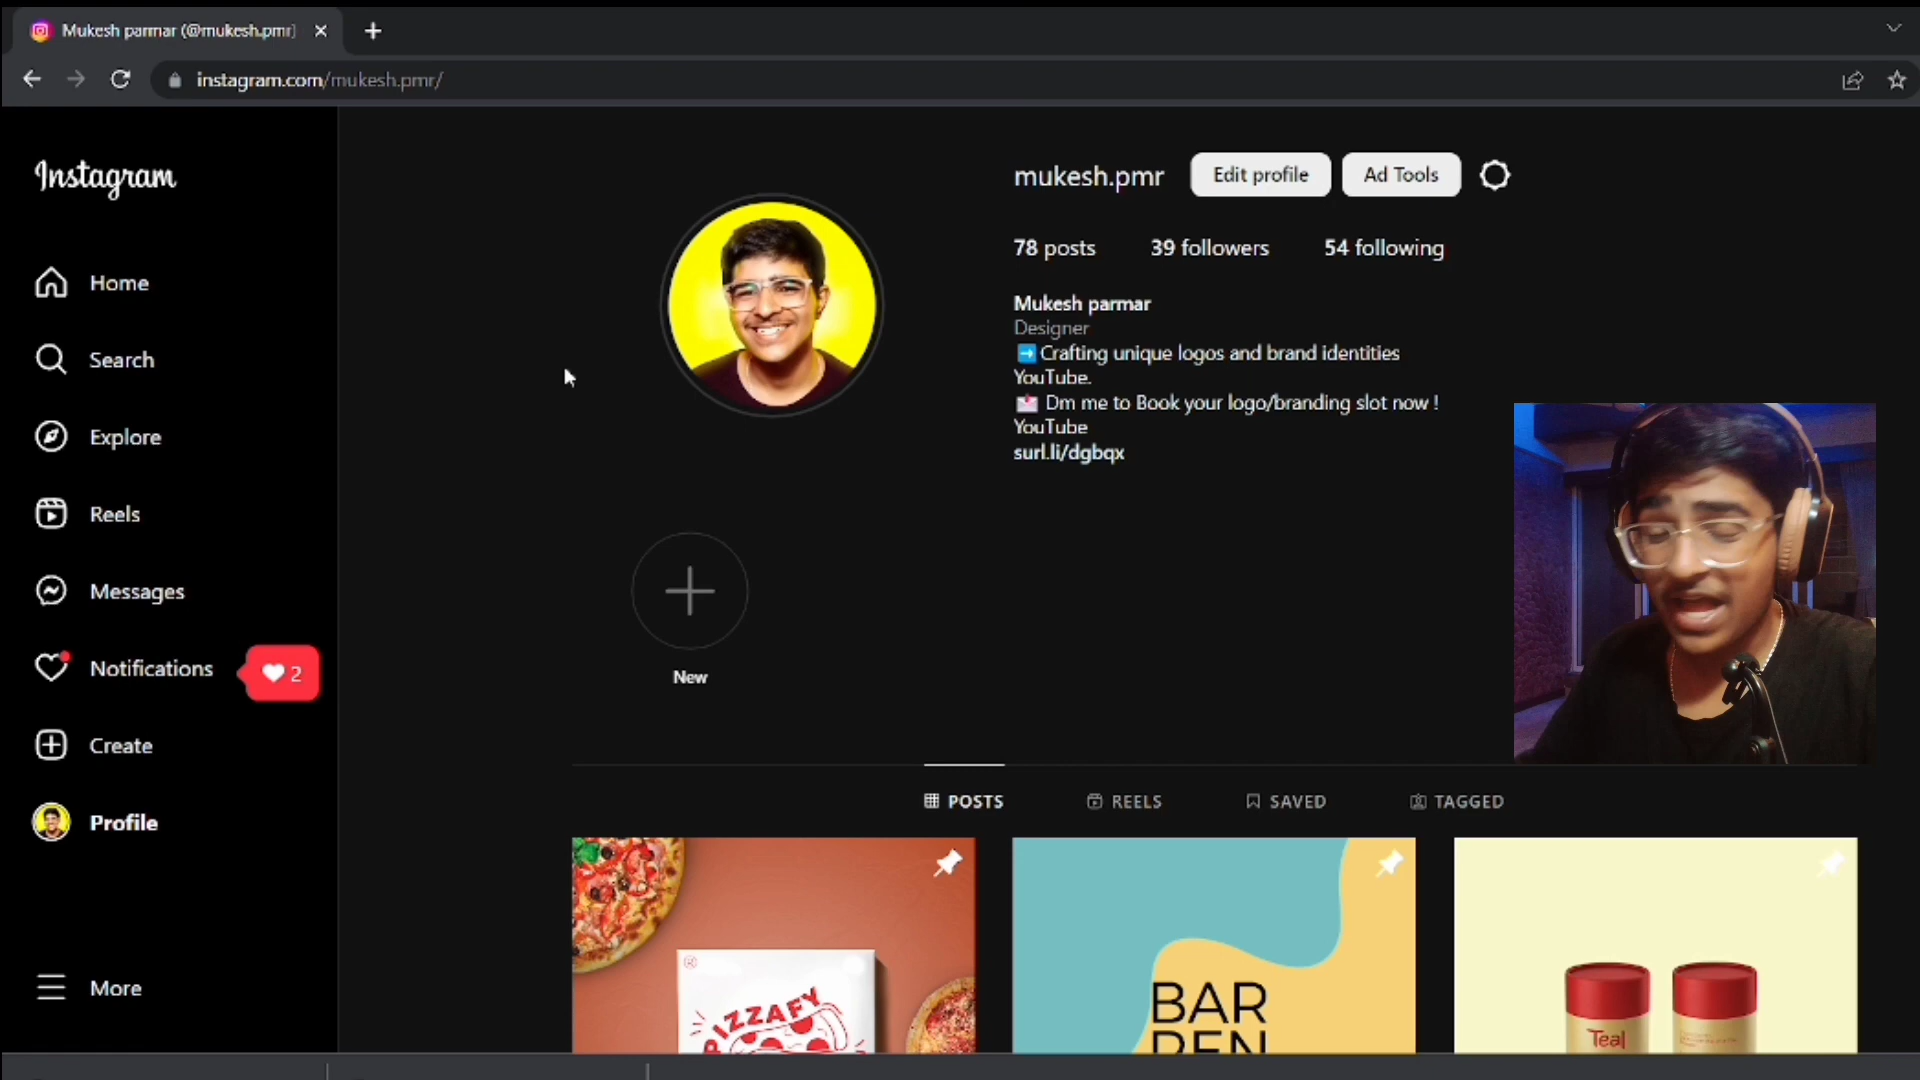 Mukesh parmar (@mukesh.pmr)
instagram.com/mukesh.pmr/
Instagram
Home
Search
Explore
Reels
Messages
Notifications
2
Create
Profile
More
mukesh.pmr
Edit profile
Ad Tools
78 posts
39 followers
54 following
Mukesh parmar
Designer
➡️Crafting unique logos and brand identities
YouTube.
📩 Dm me to Book your logo/branding slot now !
YouTube
surl.li/dgbqx
New
POSTS
REELS
SAVED
TAGGED
PIZZAFY
BAR
REN
Teal